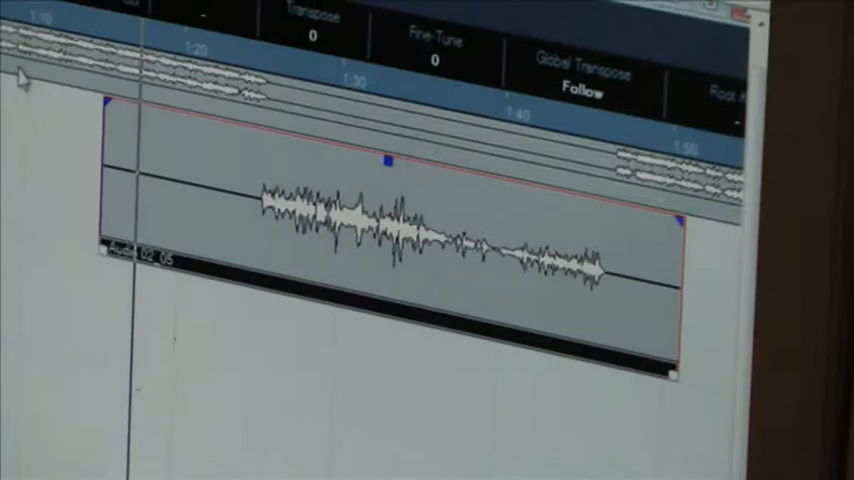 Transpose
0
Fine-Tune
0
Global Transpose
Follow
Root
1:10
1:20
1:30
1:40
1:50
Audio 02_05